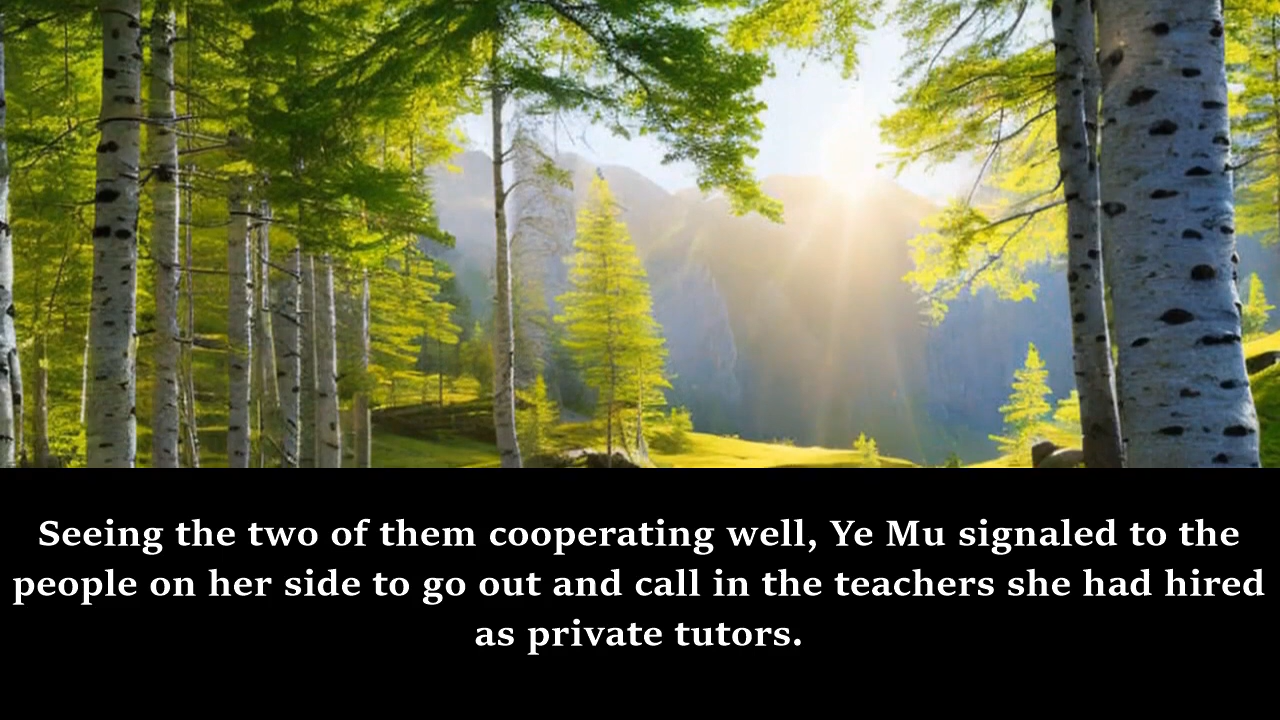 Seeing the two of them cooperating well, Ye Mu signaled to the
people on her side to go out and call in the teachers she had hired
as private tutors.